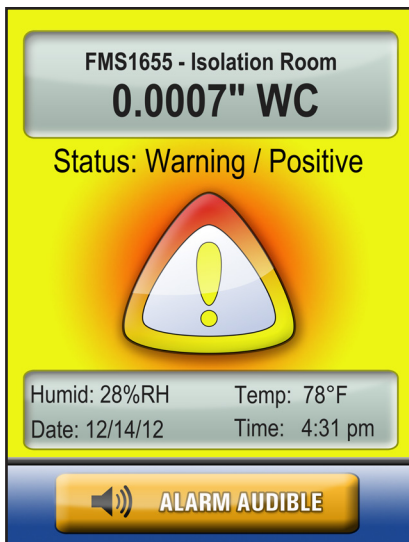 FMS1655 - Isolation Room
0.0007" WC
Status: Warning / Positive
!
Humid: 28%RH Temp: 78°F
Date: 12/14/12 Time: 4:31 pm
ALARM AUDIBLE